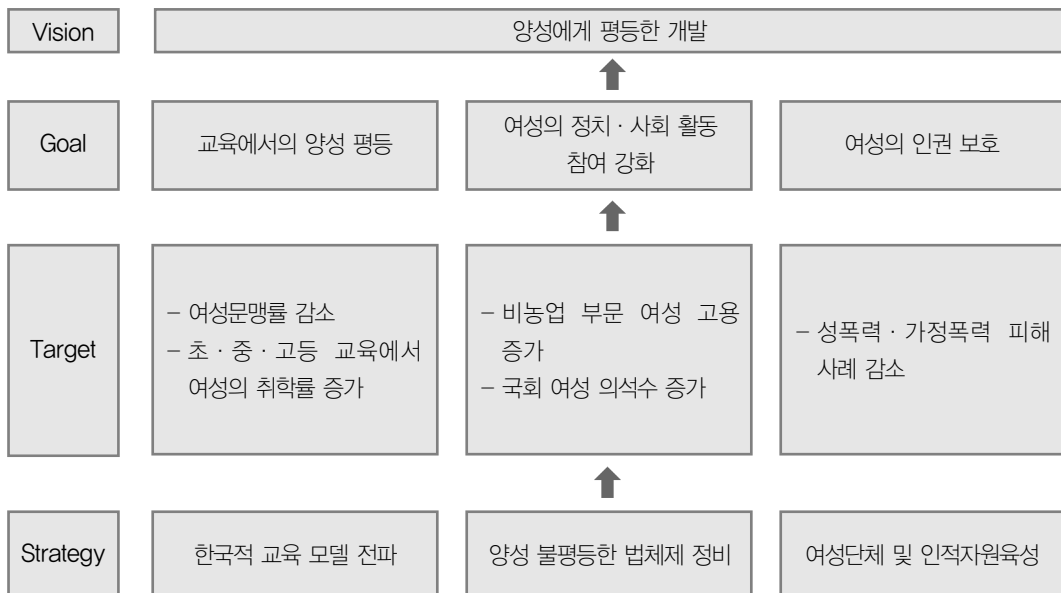 Vision
양성에게 평등한 개발
Goal
교육에서의 양성 평등
여성의 정치 · 사회 활동
참여 강화
여성의 인권 보호
Target
– 여성문맹률 감소
– 초 · 중 · 고등 교육에서
여성의 취학률 증가
– 비농업 부문 여성 고용
증가
– 국회 여성 의석수 증가
– 성폭력 · 가정폭력 피해
사례 감소
Strategy
한국적 교육 모델 전파
양성 불평등한 법체제 정비
여성단체 및 인적자원육성